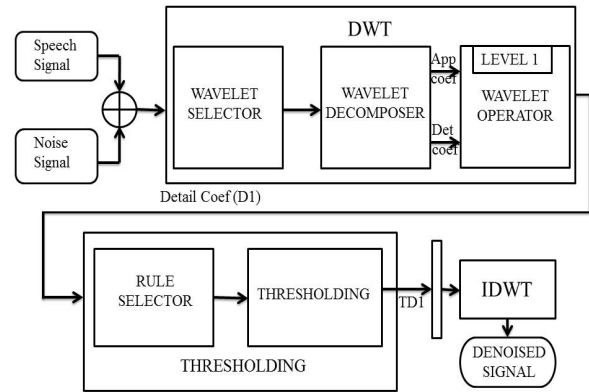 Speech
Signal
Noise
Signal
DWT
WAVELET
SELECTOR
WAVELET
DECOMPOSER
App
coef
Det
coef
LEVEL 1
WAVELET
OPERATOR
Detail Coef (D1)
RULE
SELECTOR
THRESHOLDING
THRESHOLDING
TD1
IDWT
DENOISED
SIGNAL